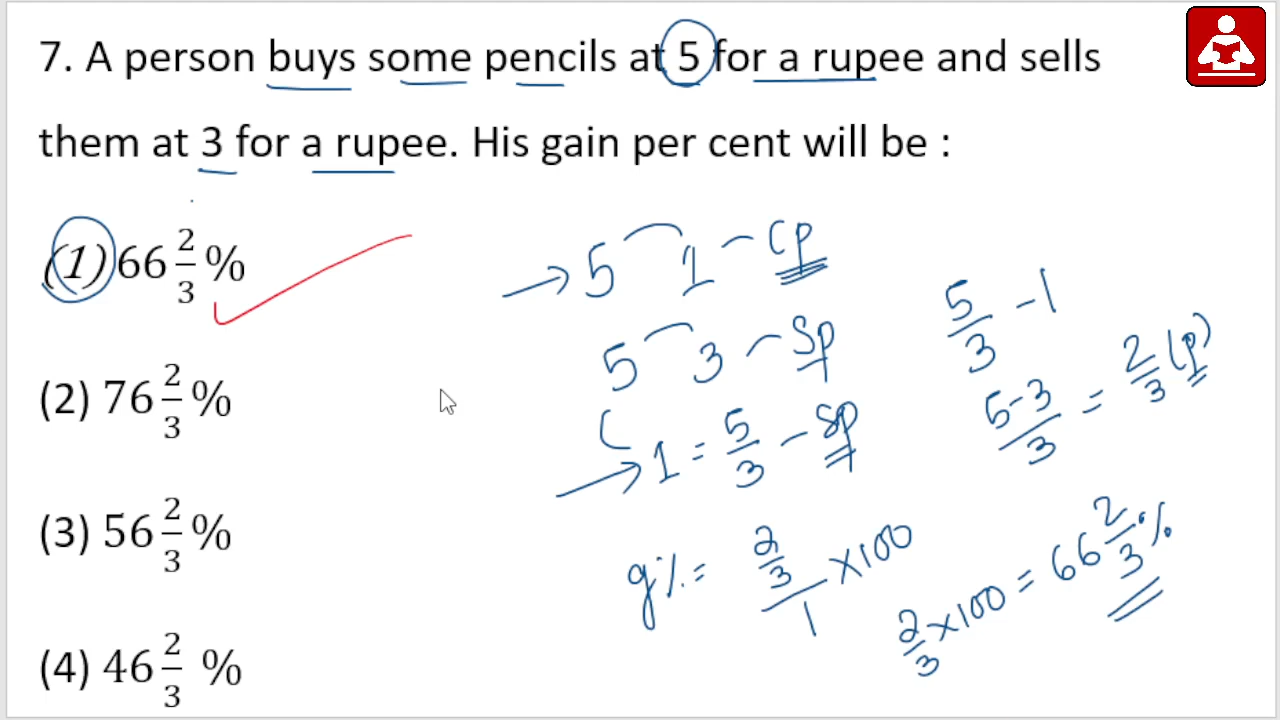 7. A person buys some pencils at 5 for a rupee and sells
them at 3 for a rupee. His gain per cent will be :
(1) 66 2/3 %
(2) 76 2/3 %
(3) 56 2/3 %
(4) 46 2/3 %
→ 5 1 - CP
5 3 - SP
→ 1 = 5/3 - SP
5/3 - 1
5-3/3 = 2/3 (P)
g% = 2/3/1 × 100
2/3 × 100 = 66 2/3 %